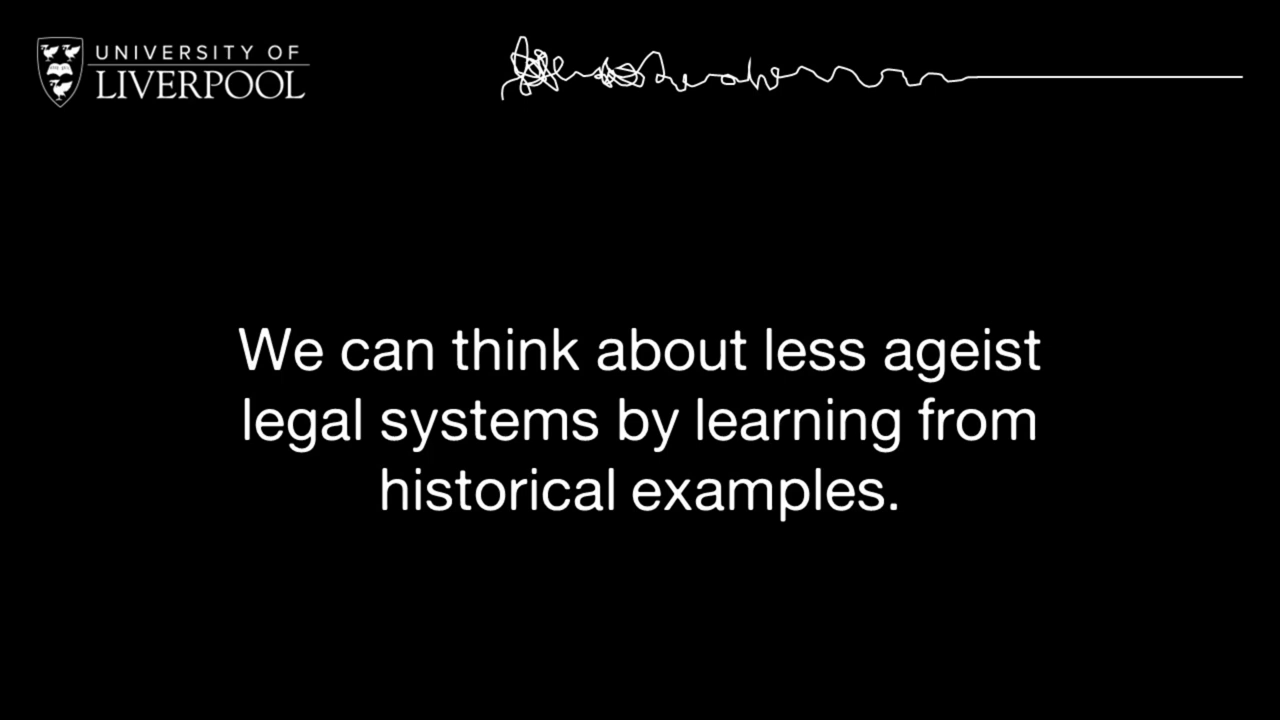 UNIVERSITY OF
LIVERPOOL
We can think about less ageist
legal systems by learning from
historical examples.